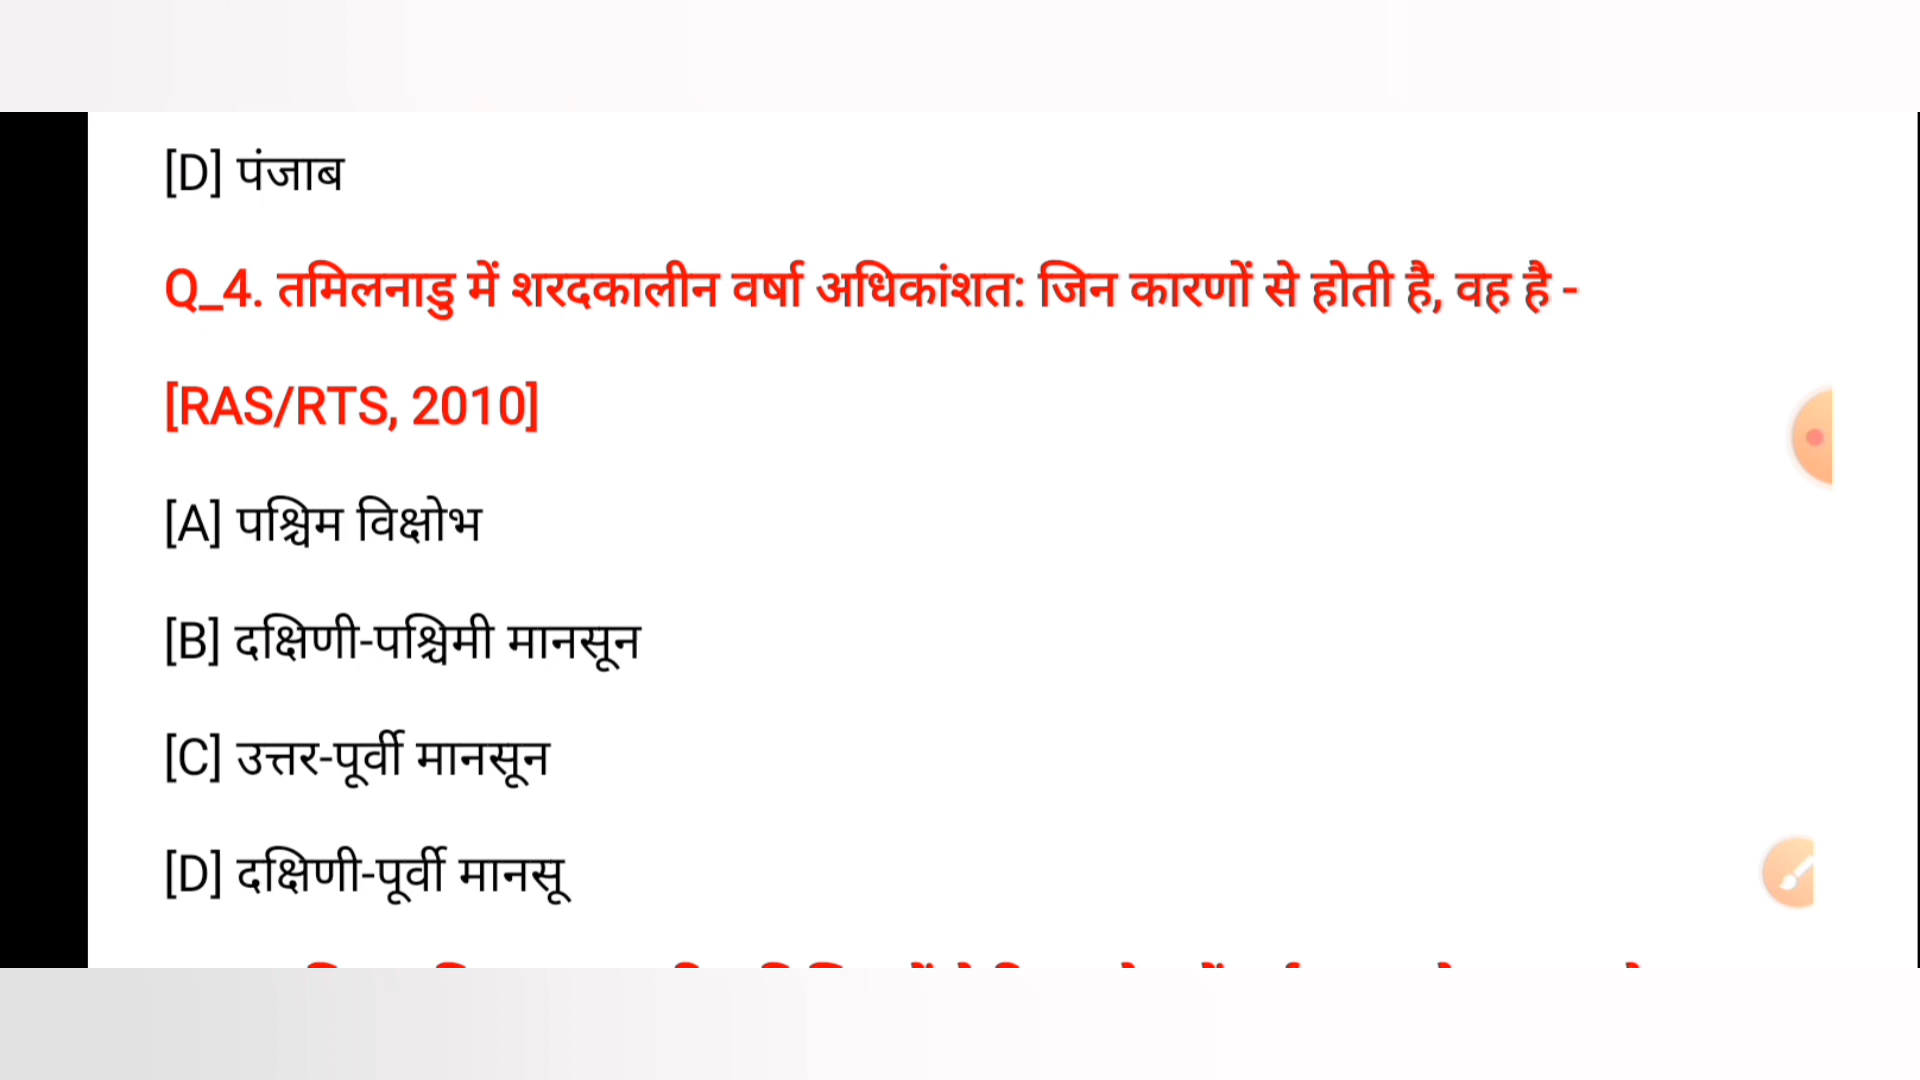 [D] पंजाब
Q_4. तमिलनाडु में शरदकालीन वर्षा अधिकांशत: जिन कारणों से होती है, वह है -
[RAS/RTS, 2010]
[A] पश्चिम विक्षोभ
[B] दक्षिणी-पश्चिमी मानसून
[C] उत्तर-पूर्वी मानसून
[D] दक्षिणी-पूर्वी मानसू